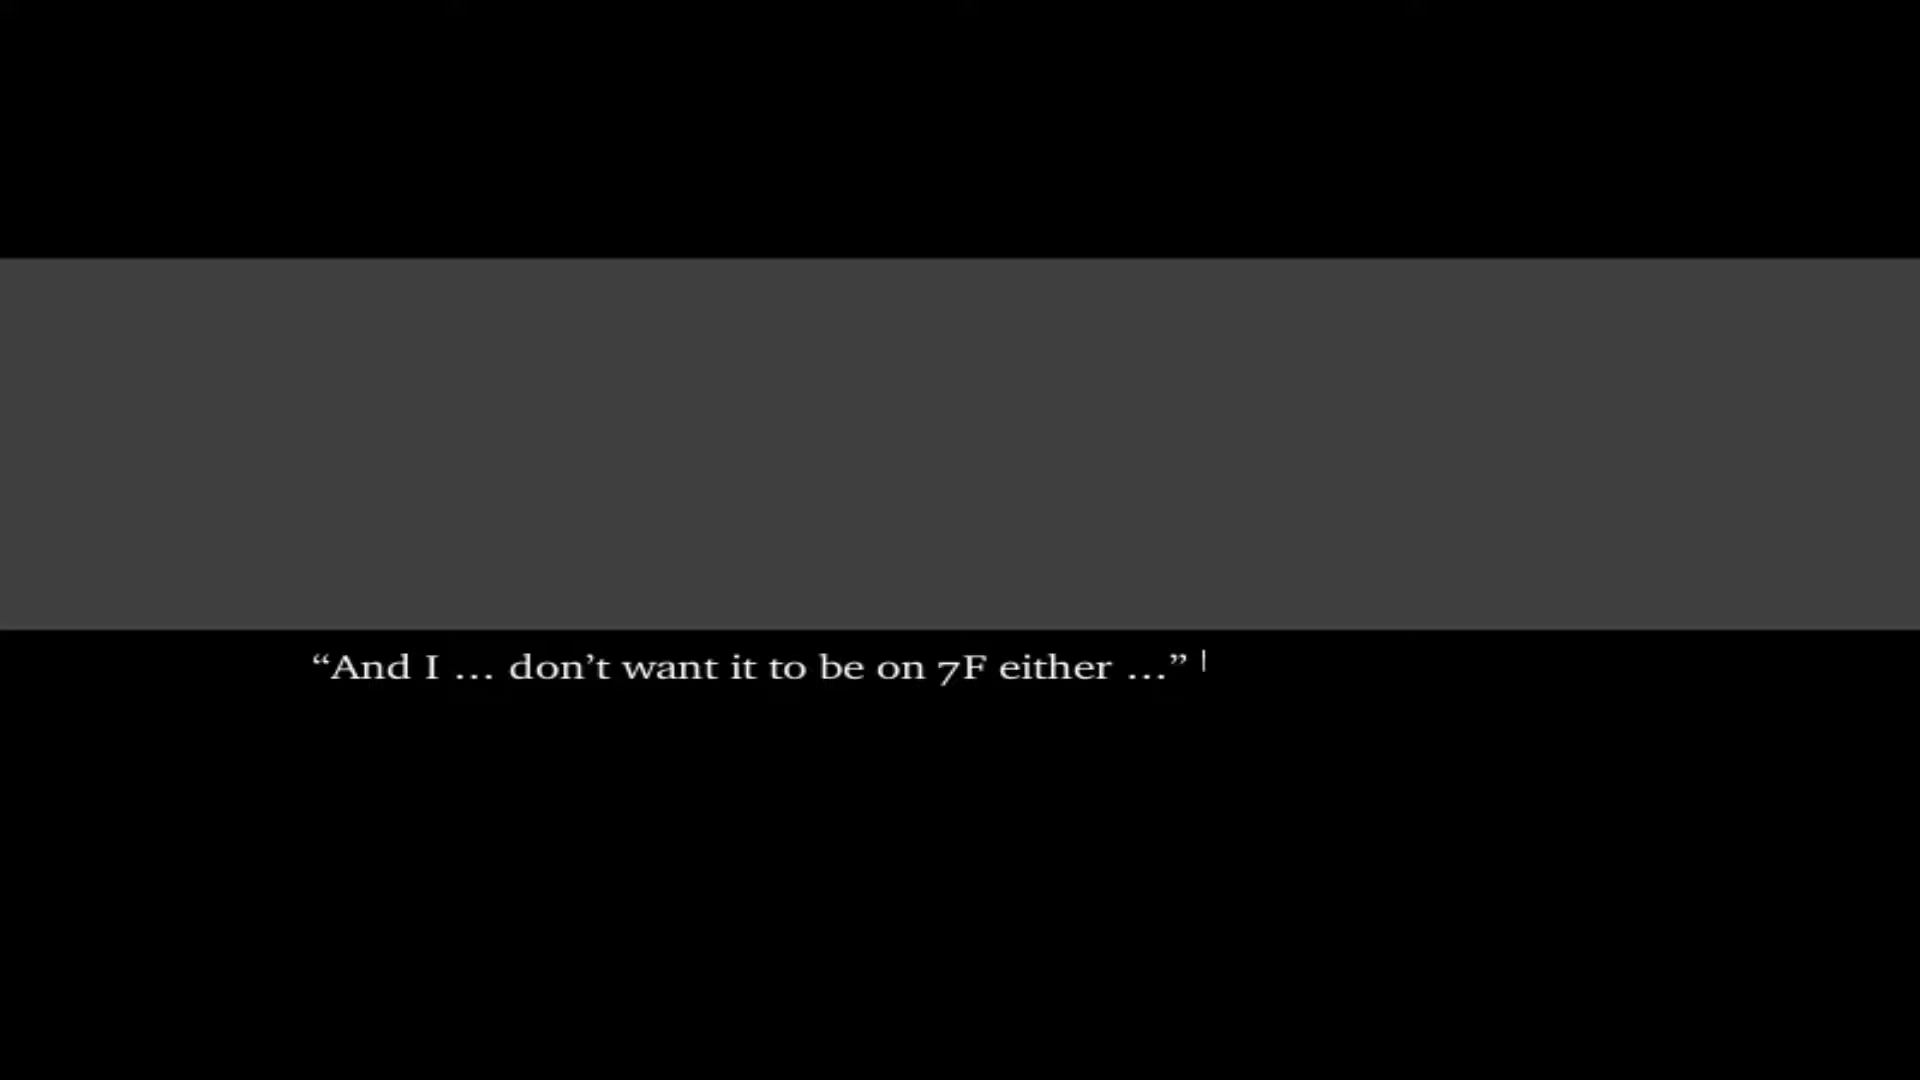 “And I … don’t want it to be on 7F either …”